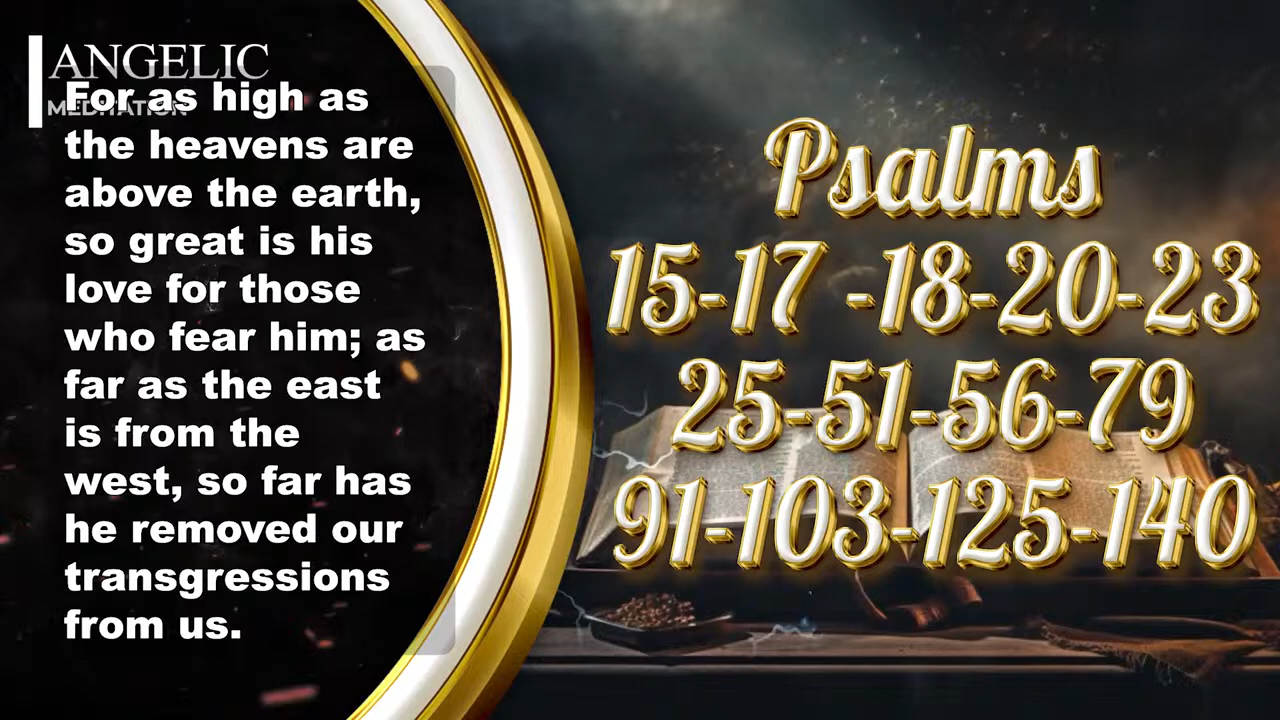 ANGELIC
MEDITATION
For as high as
the heavens are
above the earth,
so great is his
love for those
who fear him; as
far as the east
is from the
west, so far has
he removed our
transgressions
from us.
Psalms
15-17 -18-20-23
25-51-56-79
91-103-125-140